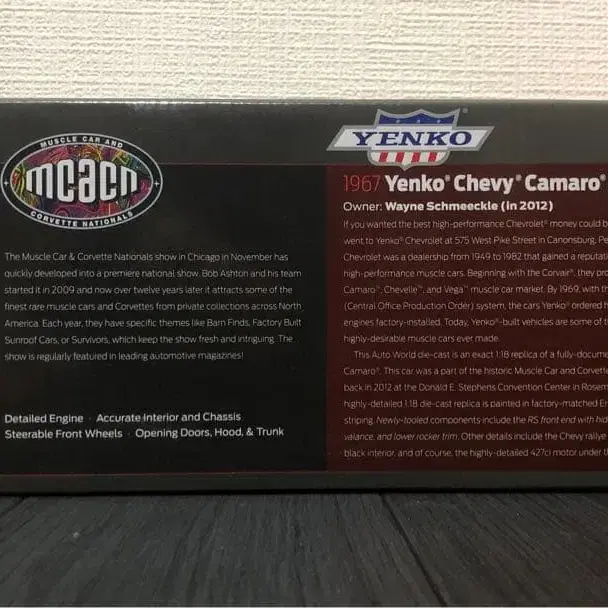 MUSCLE CAR AND
mcacn
CORVETTE NATIONALS
The Muscle Car & Corvette Nationals show in Chicago in November has
quickly developed into a premiere national show. Bob Ashton and his team
started it in 2009 and now over twelve years later it attracts some of the
finest rare muscle cars and Corvettes from private collections across North
America. Each year, they have specific themes like Barn Finds, Factory Built
Sunroof Cars, or Survivors, which keep the show fresh and intriguing. The
show is regularly featured in leading automotive magazines!
Detailed Engine · Accurate Interior and Chassis
Steerable Front Wheels · Opening Doors, Hood, & Trunk
YENKO
1967 Yenko® Chevy® Camaro®
Owner: Wayne Schmeeckle (in 2012)
If you wanted the best high-performance Chevrolet® money could b
went to Yenko® Chevrolet at 575 West Pike Street in Canonsburg, Pe
Chevrolet was a dealership from 1949 to 1982 that gained a reputati
high-performance muscle cars. Beginning with the Corvair®, they pro
Camaro™, Chevelle™, and Vega™ muscle car market. By 1969, with th
(Central Office Production Order) system, the cars Yenko® ordered h
engines factory-installed. Today, Yenko®-built vehicles are some of t
highly-desirable muscle cars ever made.
This Auto World die-cast is an exact 1:18 replica of a fully-docume
Camaro®. This car was a part of the historic Muscle Car and Corvette
back in 2012 at the Donald E. Stephens Convention Center in Rosem
highly-detailed 1:18 die-cast replica is painted in factory-matched Er
striping. Newly-tooled components include the RS front end with hid
valance, and lower rocker trim. Other details include the Chevy rallye
black interior, and of course, the highly-detailed 427ci motor under th